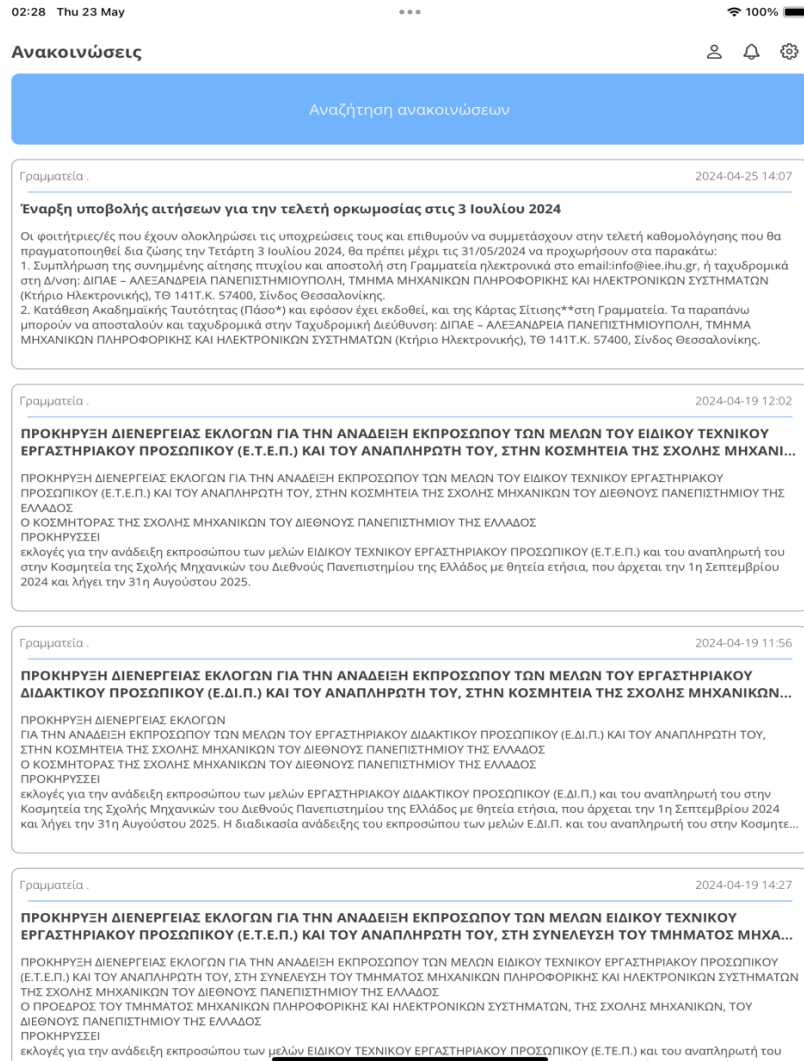 02:28 Thu 23 May
100%
Ανακοινώσεις
Αναζήτηση ανακοινώσεων
Γραμματεία .
2024-04-25 14:07
Έναρξη υποβολής αιτήσεων για την τελετή ορκωμοσίας στις 3 Ιουλίου 2024
Οι φοιτήτριες/ές που έχουν ολοκληρώσει τις υποχρεώσεις τους και επιθυμούν να συμμετάσχουν στην τελετή καθομολόγησης που θα
πραγματοποιηθεί δια ζώσης την Τετάρτη 3 Ιουλίου 2024, θα πρέπει μέχρι τις 31/05/2024 να προχωρήσουν στα παρακάτω:
1. Συμπλήρωση της συνημμένης αίτησης πτυχίου και αποστολή στη Γραμματεία ηλεκτρονικά στο email:info@iee.ihu.gr, ή ταχυδρομικά
στη Δ/νση: ΔΙΠΑΕ – ΑΛΕΞΑΝΔΡΕΙΑ ΠΑΝΕΠΙΣΤΗΜΙΟΥΠΟΛΗ, ΤΜΗΜΑ ΜΗΧΑΝΙΚΩΝ ΠΛΗΡΟΦΟΡΙΚΗΣ ΚΑΙ ΗΛΕΚΤΡΟΝΙΚΩΝ ΣΥΣΤΗΜΑΤΩΝ
(Κτήριο Ηλεκτρονικής), ΤΘ 141Τ.Κ. 57400, Σίνδος Θεσσαλονίκης.
2. Κατάθεση Ακαδημαϊκής Ταυτότητας (Πάσο*) και εφόσον έχει εκδοθεί, και της Κάρτας Σίτισης**στη Γραμματεία. Τα παραπάνω
μπορούν να αποσταλούν και ταχυδρομικά στην Ταχυδρομική Διεύθυνση: ΔΙΠΑΕ – ΑΛΕΞΑΝΔΡΕΙΑ ΠΑΝΕΠΙΣΤΗΜΙΟΥΠΟΛΗ, ΤΜΗΜΑ
ΜΗΧΑΝΙΚΩΝ ΠΛΗΡΟΦΟΡΙΚΗΣ ΚΑΙ ΗΛΕΚΤΡΟΝΙΚΩΝ ΣΥΣΤΗΜΑΤΩΝ (Κτήριο Ηλεκτρονικής), ΤΘ 141Τ.Κ. 57400, Σίνδος Θεσσαλονίκης.
Γραμματεία .
2024-04-19 12:02
ΠΡΟΚΗΡΥΞΗ ΔΙΕΝΕΡΓΕΙΑΣ ΕΚΛΟΓΩΝ ΓΙΑ ΤΗΝ ΑΝΑΔΕΙΞΗ ΕΚΠΡΟΣΩΠΟΥ ΤΩΝ ΜΕΛΩΝ ΤΟΥ ΕΙΔΙΚΟΥ ΤΕΧΝΙΚΟΥ
ΕΡΓΑΣΤΗΡΙΑΚΟΥ ΠΡΟΣΩΠΙΚΟΥ (Ε.Τ.Ε.Π.) ΚΑΙ ΤΟΥ ΑΝΑΠΛΗΡΩΤΗ ΤΟΥ, ΣΤΗΝ ΚΟΣΜΗΤΕΙΑ ΤΗΣ ΣΧΟΛΗΣ ΜΗΧΑΝΙ...
ΠΡΟΚΗΡΥΞΗ ΔΙΕΝΕΡΓΕΙΑΣ ΕΚΛΟΓΩΝ ΓΙΑ ΤΗΝ ΑΝΑΔΕΙΞΗ ΕΚΠΡΟΣΩΠΟΥ ΤΩΝ ΜΕΛΩΝ ΤΟΥ ΕΙΔΙΚΟΥ ΤΕΧΝΙΚΟΥ ΕΡΓΑΣΤΗΡΙΑΚΟΥ
ΠΡΟΣΩΠΙΚΟΥ (Ε.Τ.Ε.Π.) ΚΑΙ ΤΟΥ ΑΝΑΠΛΗΡΩΤΗ ΤΟΥ, ΣΤΗΝ ΚΟΣΜΗΤΕΙΑ ΤΗΣ ΣΧΟΛΗΣ ΜΗΧΑΝΙΚΩΝ ΤΟΥ ΔΙΕΘΝΟΥΣ ΠΑΝΕΠΙΣΤΗΜΙΟΥ ΤΗΣ
ΕΛΛΑΔΟΣ
Ο ΚΟΣΜΗΤΟΡΑΣ ΤΗΣ ΣΧΟΛΗΣ ΜΗΧΑΝΙΚΩΝ ΤΟΥ ΔΙΕΘΝΟΥΣ ΠΑΝΕΠΙΣΤΗΜΙΟΥ ΤΗΣ ΕΛΛΑΔΟΣ
ΠΡΟΚΗΡΥΣΣΕΙ
εκλογές για την ανάδειξη εκπροσώπου των μελών ΕΙΔΙΚΟΥ ΤΕΧΝΙΚΟΥ ΕΡΓΑΣΤΗΡΙΑΚΟΥ ΠΡΟΣΩΠΙΚΟΥ (Ε.Τ.Ε.Π.) και του αναπληρωτή του
στην Κοσμητεία της Σχολής Μηχανικών του Διεθνούς Πανεπιστημίου της Ελλάδος με θητεία ετήσια, που άρχεται την 1η Σεπτεμβρίου
2024 και λήγει την 31η Αυγούστου 2025.
Γραμματεία .
2024-04-19 11:56
ΠΡΟΚΗΡΥΞΗ ΔΙΕΝΕΡΓΕΙΑΣ ΕΚΛΟΓΩΝ ΓΙΑ ΤΗΝ ΑΝΑΔΕΙΞΗ ΕΚΠΡΟΣΩΠΟΥ ΤΩΝ ΜΕΛΩΝ ΤΟΥ ΕΡΓΑΣΤΗΡΙΑΚΟΥ
ΔΙΔΑΚΤΙΚΟΥ ΠΡΟΣΩΠΙΚΟΥ (Ε.ΔΙ.Π.) ΚΑΙ ΤΟΥ ΑΝΑΠΛΗΡΩΤΗ ΤΟΥ, ΣΤΗΝ ΚΟΣΜΗΤΕΙΑ ΤΗΣ ΣΧΟΛΗΣ ΜΗΧΑΝΙΚΩΝ...
ΠΡΟΚΗΡΥΞΗ ΔΙΕΝΕΡΓΕΙΑΣ ΕΚΛΟΓΩΝ
ΓΙΑ ΤΗΝ ΑΝΑΔΕΙΞΗ ΕΚΠΡΟΣΩΠΟΥ ΤΩΝ ΜΕΛΩΝ ΤΟΥ ΕΡΓΑΣΤΗΡΙΑΚΟΥ ΔΙΔΑΚΤΙΚΟΥ ΠΡΟΣΩΠΙΚΟΥ (Ε.ΔΙ.Π.) ΚΑΙ ΤΟΥ ΑΝΑΠΛΗΡΩΤΗ ΤΟΥ,
ΣΤΗΝ ΚΟΣΜΗΤΕΙΑ ΤΗΣ ΣΧΟΛΗΣ ΜΗΧΑΝΙΚΩΝ ΤΟΥ ΔΙΕΘΝΟΥΣ ΠΑΝΕΠΙΣΤΗΜΙΟΥ ΤΗΣ ΕΛΛΑΔΟΣ
Ο ΚΟΣΜΗΤΟΡΑΣ ΤΗΣ ΣΧΟΛΗΣ ΜΗΧΑΝΙΚΩΝ ΤΟΥ ΔΙΕΘΝΟΥΣ ΠΑΝΕΠΙΣΤΗΜΙΟΥ ΤΗΣ ΕΛΛΑΔΟΣ
ΠΡΟΚΗΡΥΣΣΕΙ
εκλογές για την ανάδειξη εκπροσώπου των μελών ΕΡΓΑΣΤΗΡΙΑΚΟΥ ΔΙΔΑΚΤΙΚΟΥ ΠΡΟΣΩΠΙΚΟΥ (Ε.ΔΙ.Π.) και του αναπληρωτή του στην
Κοσμητεία της Σχολής Μηχανικών του Διεθνούς Πανεπιστημίου της Ελλάδος με θητεία ετήσια, που άρχεται την 1η Σεπτεμβρίου 2024
και λήγει την 31η Αυγούστου 2025. Η διαδικασία ανάδειξης του εκπροσώπου των μελών Ε.ΔΙ.Π. και του αναπληρωτή του στην Κοσμητε...
Γραμματεία .
2024-04-19 14:27
ΠΡΟΚΗΡΥΞΗ ΔΙΕΝΕΡΓΕΙΑΣ ΕΚΛΟΓΩΝ ΓΙΑ ΤΗΝ ΑΝΑΔΕΙΞΗ ΕΚΠΡΟΣΩΠΟΥ ΤΩΝ ΜΕΛΩΝ ΕΙΔΙΚΟΥ ΤΕΧΝΙΚΟΥ
ΕΡΓΑΣΤΗΡΙΑΚΟΥ ΠΡΟΣΩΠΙΚΟΥ (Ε.Τ.Ε.Π.) ΚΑΙ ΤΟΥ ΑΝΑΠΛΗΡΩΤΗ ΤΟΥ, ΣΤΗ ΣΥΝΕΛΕΥΣΗ ΤΟΥ ΤΜΗΜΑΤΟΣ ΜΗΧΑ...
ΠΡΟΚΗΡΥΞΗ ΔΙΕΝΕΡΓΕΙΑΣ ΕΚΛΟΓΩΝ ΓΙΑ ΤΗΝ ΑΝΑΔΕΙΞΗ ΕΚΠΡΟΣΩΠΟΥ ΤΩΝ ΜΕΛΩΝ ΕΙΔΙΚΟΥ ΤΕΧΝΙΚΟΥ ΕΡΓΑΣΤΗΡΙΑΚΟΥ ΠΡΟΣΩΠΙΚΟΥ
(Ε.Τ.Ε.Π.) ΚΑΙ ΤΟΥ ΑΝΑΠΛΗΡΩΤΗ ΤΟΥ, ΣΤΗ ΣΥΝΕΛΕΥΣΗ ΤΟΥ ΤΜΗΜΑΤΟΣ ΜΗΧΑΝΙΚΩΝ ΠΛΗΡΟΦΟΡΙΚΗΣ ΚΑΙ ΗΛΕΚΤΡΟΝΙΚΩΝ ΣΥΣΤΗΜΑΤΩΝ
ΤΗΣ ΣΧΟΛΗΣ ΜΗΧΑΝΙΚΩΝ ΤΟΥ ΔΙΕΘΝΟΥΣ ΠΑΝΕΠΙΣΤΗΜΙΟΥ ΤΗΣ ΕΛΛΑΔΟΣ
Ο ΠΡΟΕΔΡΟΣ ΤΟΥ ΤΜΗΜΑΤΟΣ ΜΗΧΑΝΙΚΩΝ ΠΛΗΡΟΦΟΡΙΚΗΣ ΚΑΙ ΗΛΕΚΤΡΟΝΙΚΩΝ ΣΥΣΤΗΜΑΤΩΝ, ΤΗΣ ΣΧΟΛΗΣ ΜΗΧΑΝΙΚΩΝ, ΤΟΥ
ΔΙΕΘΝΟΥΣ ΠΑΝΕΠΙΣΤΗΜΙΟΥ ΤΗΣ ΕΛΛΑΔΟΣ
ΠΡΟΚΗΡΥΣΣΕΙ
εκλογές για την ανάδειξη εκπροσώπου των μελών ΕΙΔΙΚΟΥ ΤΕΧΝΙΚΟΥ ΕΡΓΑΣΤΗΡΙΑΚΟΥ ΠΡΟΣΩΠΙΚΟΥ (Ε.ΤΕ.Π.) και του αναπληρωτή του